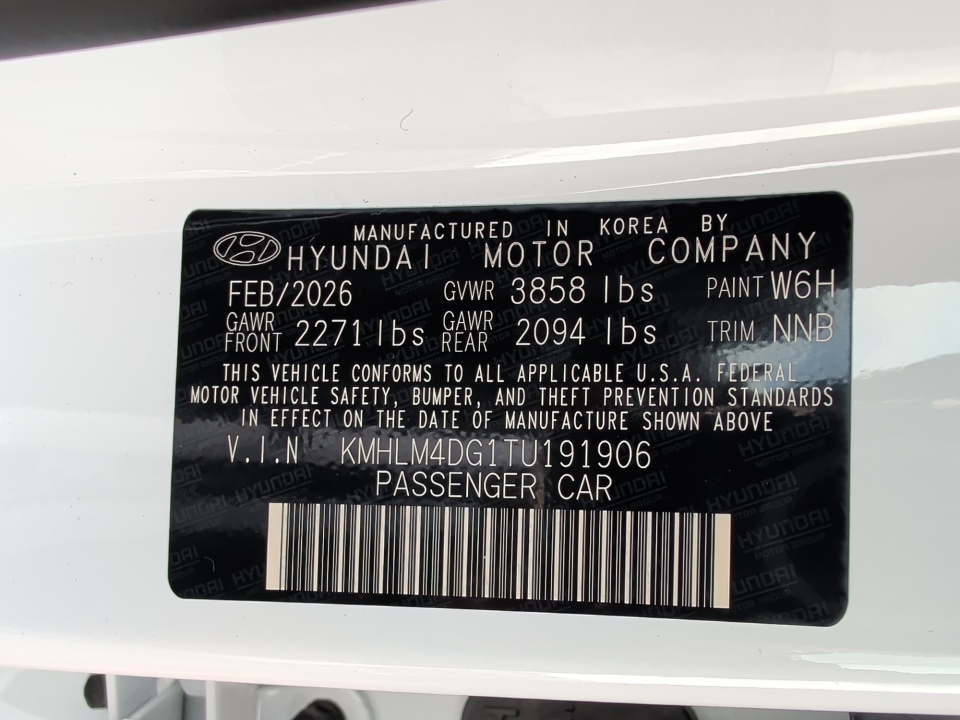 MANUFACTURED IN KOREA BY
HYUNDAI MOTOR COMPANY
FEB/2026 GVWR 3858 lbs PAINT W6H
GAWR FRONT 2271 lbs GAWR REAR 2094 lbs TRIM NNB
THIS VEHICLE CONFORMS TO ALL APPLICABLE U.S.A. FEDERAL
MOTOR VEHICLE SAFETY, BUMPER, AND THEFT PREVENTION STANDARDS
IN EFFECT ON THE DATE OF MANUFACTURE SHOWN ABOVE
V.I.N KMHLM4DG1TU191906
PASSENGER CAR